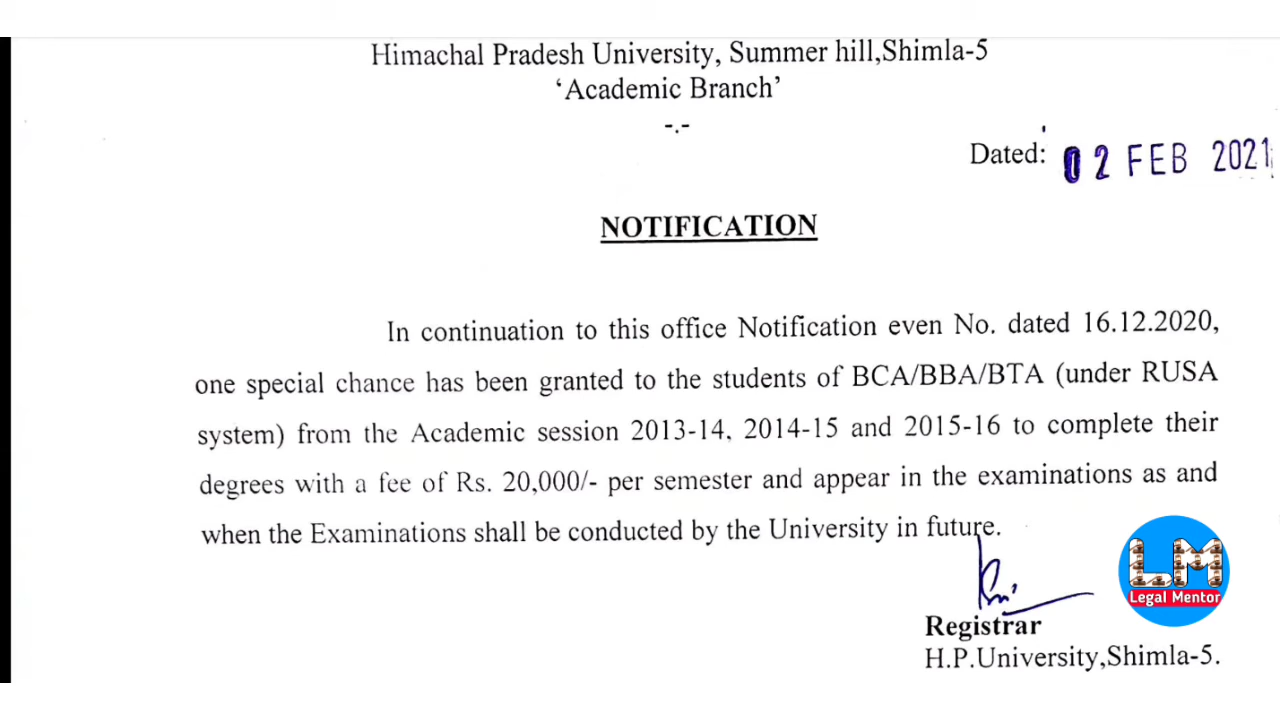 Himachal Pradesh University, Summer hill,Shimla-5
‘Academic Branch’
-.-
Dated: 02 FEB 2021
NOTIFICATION
In continuation to this office Notification even No. dated 16.12.2020,
one special chance has been granted to the students of BCA/BBA/BTA (under RUSA
system) from the Academic session 2013-14, 2014-15 and 2015-16 to complete their
degrees with a fee of Rs. 20,000/- per semester and appear in the examinations as and
when the Examinations shall be conducted by the University in future.
LM
Legal Mentor
Registrar
H.P.University,Shimla-5.